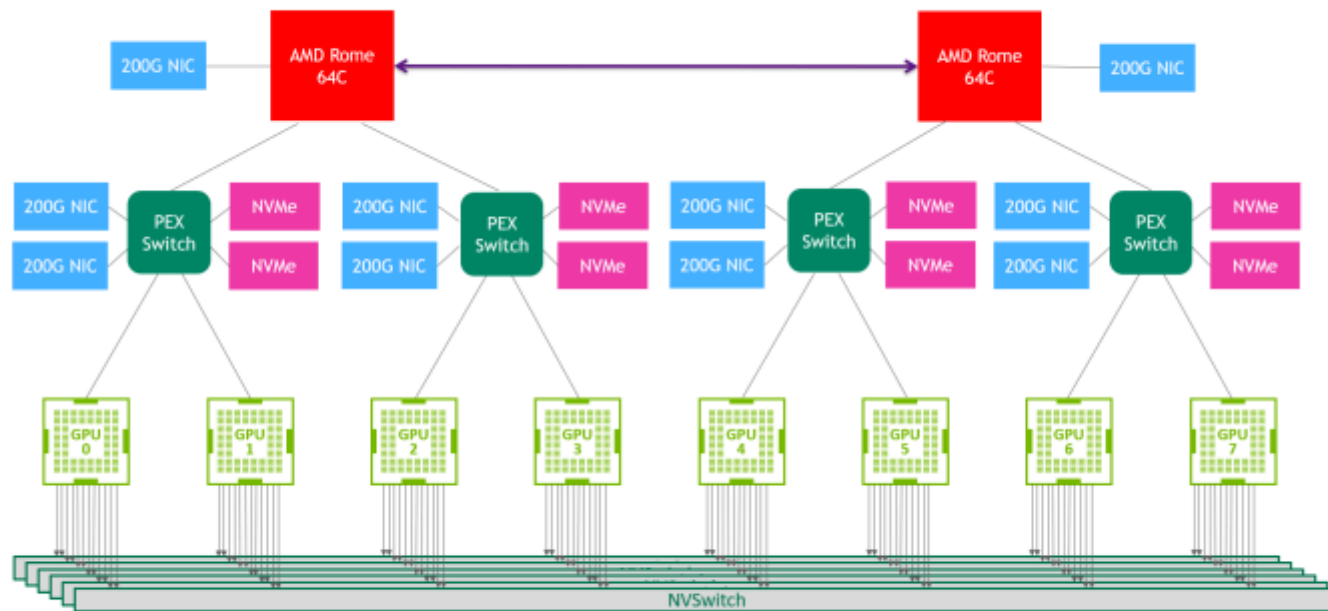 AMD Rome
64C
200G NIC
AMD Rome
64C
200G NIC
200G NIC
200G NIC
PEX
Switch
NVMe
NVMe
200G NIC
200G NIC
PEX
Switch
NVMe
NVMe
200G NIC
200G NIC
PEX
Switch
NVMe
NVMe
200G NIC
200G NIC
PEX
Switch
NVMe
NVMe
GPU
0
GPU
1
GPU
2
GPU
3
GPU
4
GPU
5
GPU
6
GPU
7
NVSwitch